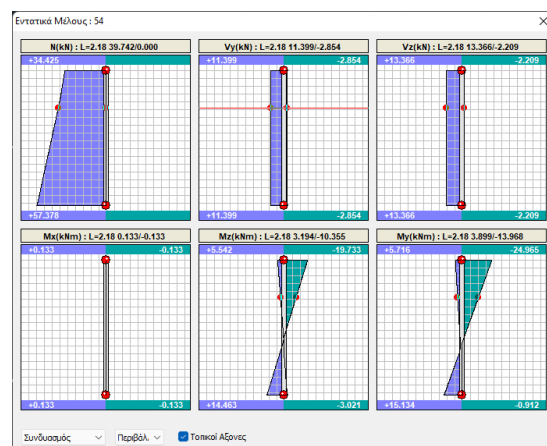 Εντατικά Μέλους : 54
N(kN) : L=2.18 39.742/0.000
Vy(kN) : L=2.18 11.399/-2.854
Vz(kN) : L=2.18 13.366/-2.209
+34.425
+11.399 -2.854
+13.366 -2.209
+57.378
+11.399 -2.854
+13.366 -2.209
Mx(kNm) : L=2.18 0.133/-0.133
Mz(kNm) : L=2.18 3.194/-10.355
My(kNm) : L=2.18 3.899/-13.968
+0.133 -0.133
+5.542 -19.733
+5.716 -24.965
+0.133 -0.133
+14.463 -3.021
+15.134 -0.912
Συνδυασμός Περιβάλ. Τοπικοί Άξονες